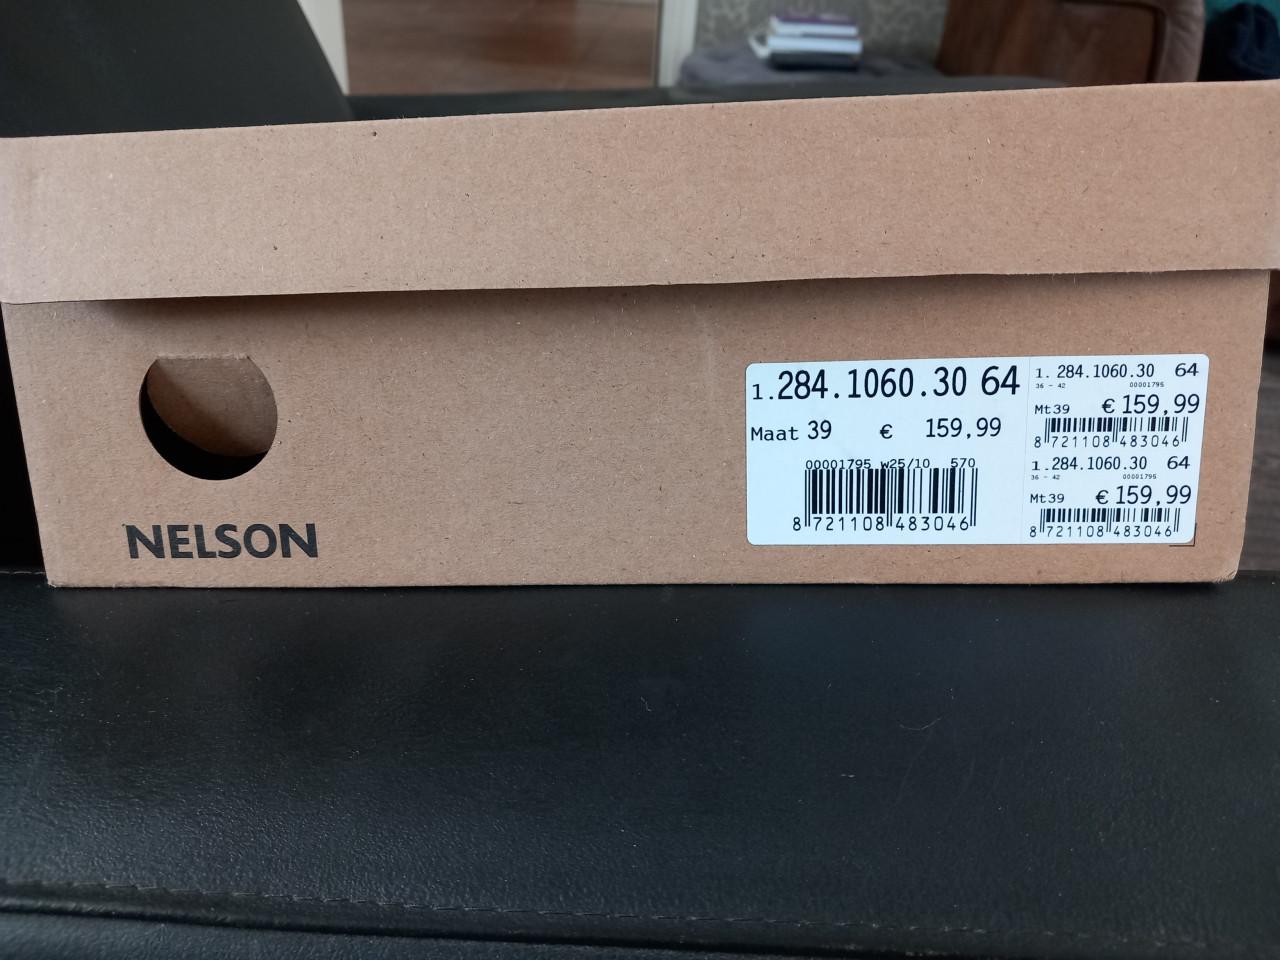 NELSON
1.284.1060.30 64
Maat 39 € 159,99
00001795 w25/10 570
8 721108 483046
1. 284.1060.30 64
36 - 42 00001795
Mt39 € 159,99
8 721108 483046
1.284.1060.30 64
36 - 42 00001795
Mt39 € 159,99
8 721108 483046